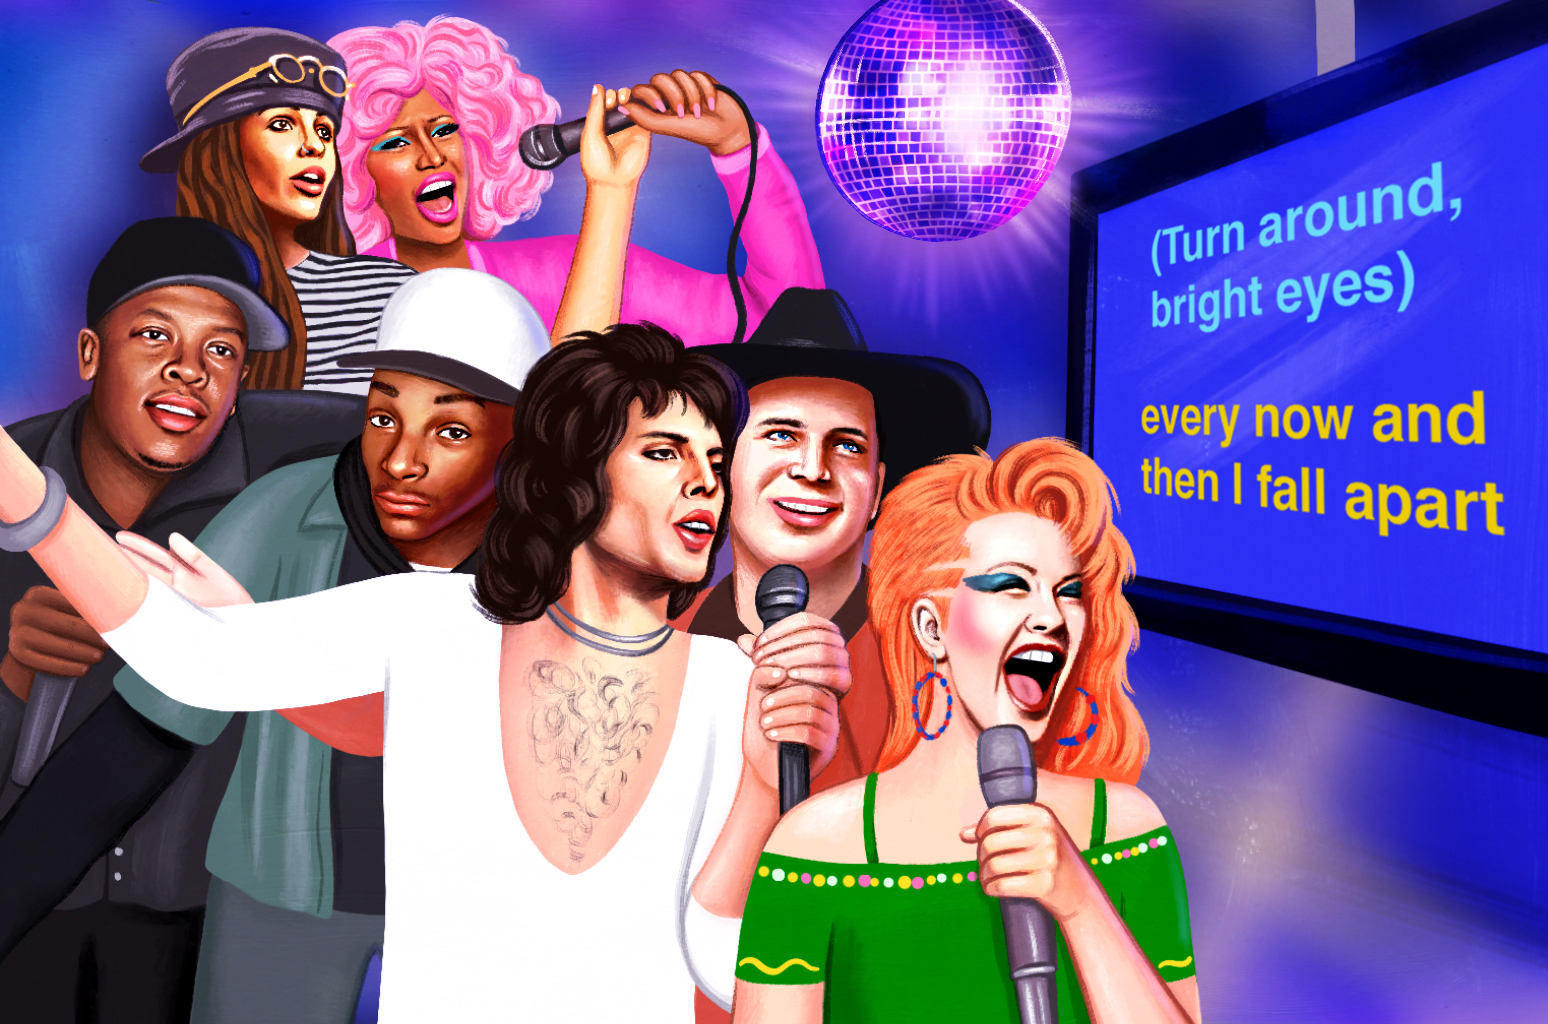 (Turn around,
bright eyes)
every now and
then I fall apart